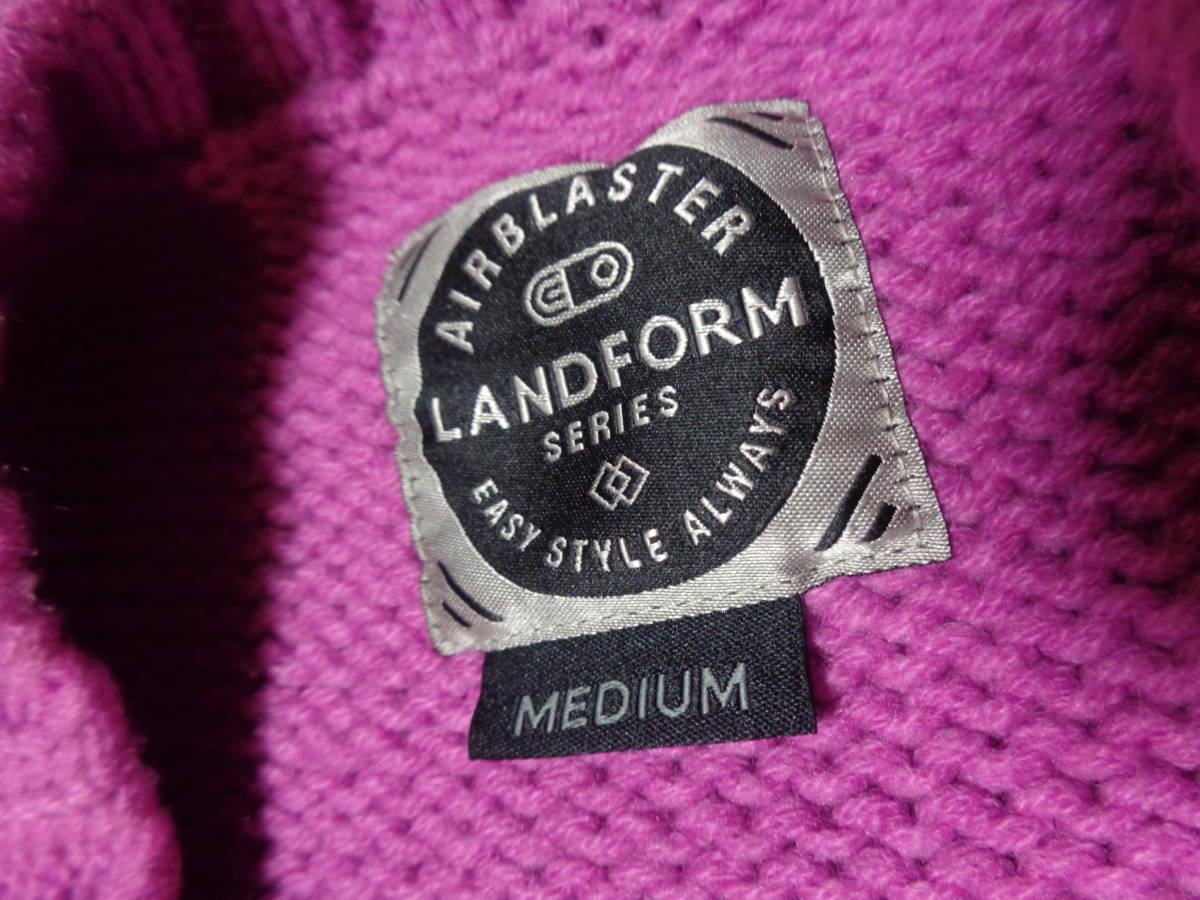 AIRBLASTER
LANDFORM
SERIES
EASY STYLE ALWAYS
MEDIUM